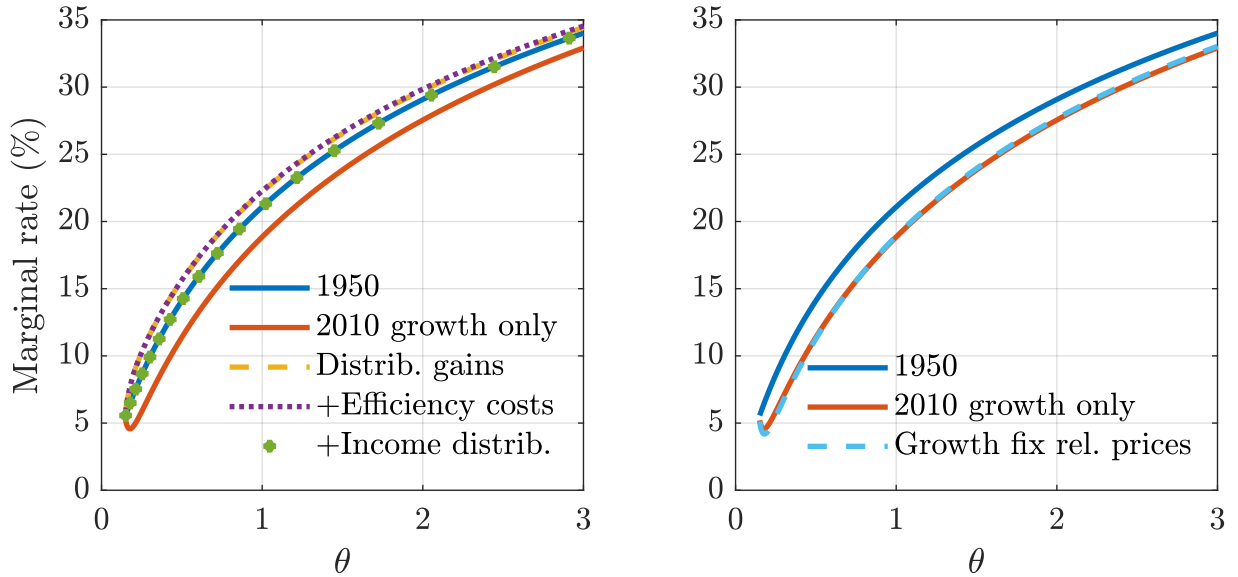 Marginal rate (%)
35
30
25
20
15
10
5
0
0 1 2 3
θ
1950
2010 growth only
Distrib. gains
+Efficiency costs
+Income distrib.
35
30
25
20
15
10
5
0
0 1 2 3
θ
1950
2010 growth only
Growth fix rel. prices